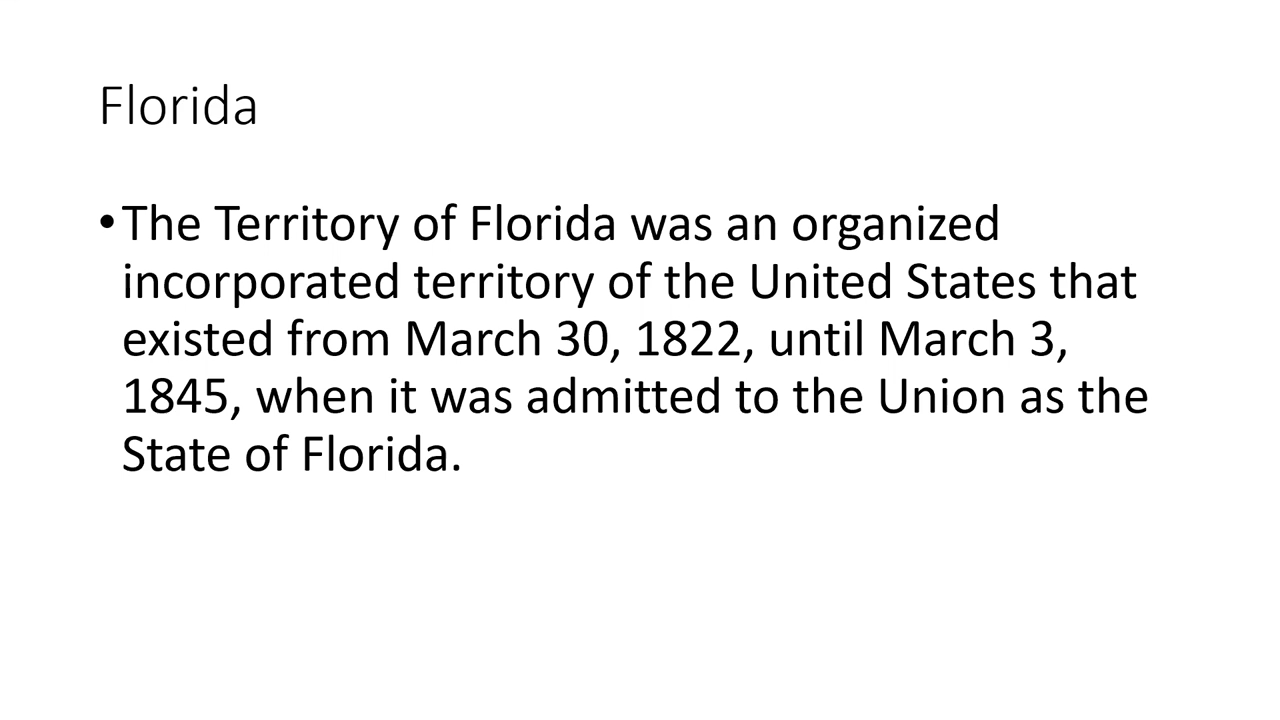 Florida
•The Territory of Florida was an organized
incorporated territory of the United States that
existed from March 30, 1822, until March 3,
1845, when it was admitted to the Union as the
State of Florida.